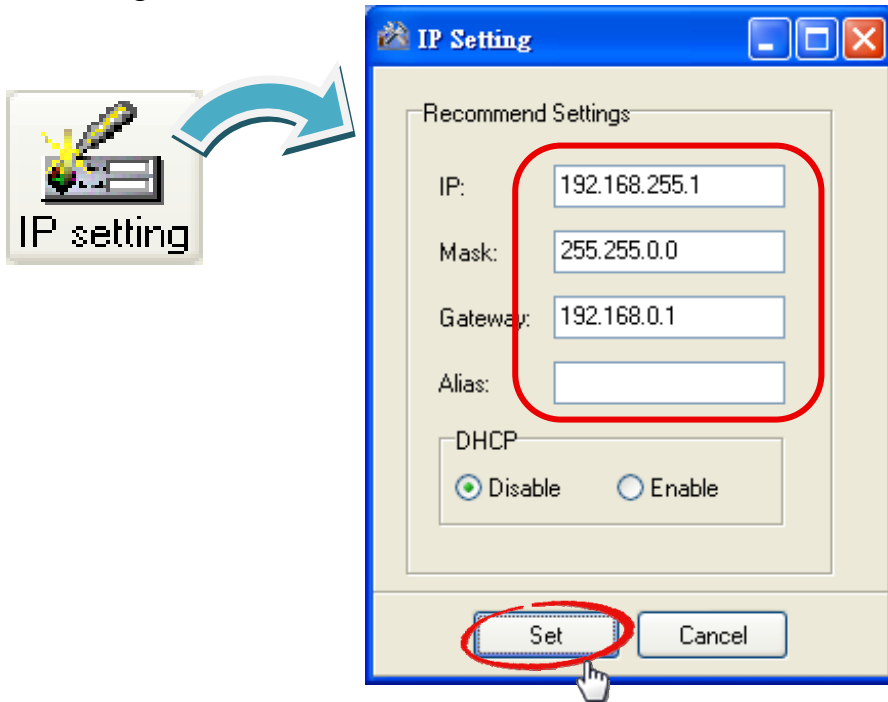 IP setting
IP Setting
Recommend Settings
IP: 192.168.255.1
Mask: 255.255.0.0
Gateway: 192.168.0.1
Alias:
DHCP
Disable Enable
Set Cancel